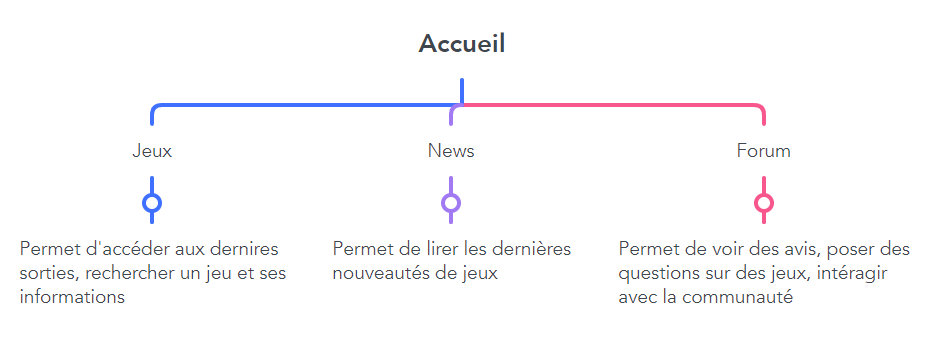 Accueil
Jeux
News
Forum
Permet d'accéder aux dernires
sorties, rechercher un jeu et ses
informations
Permet de lirer les dernières
nouveautés de jeux
Permet de voir des avis, poser des
questions sur des jeux, intéragir
avec la communauté